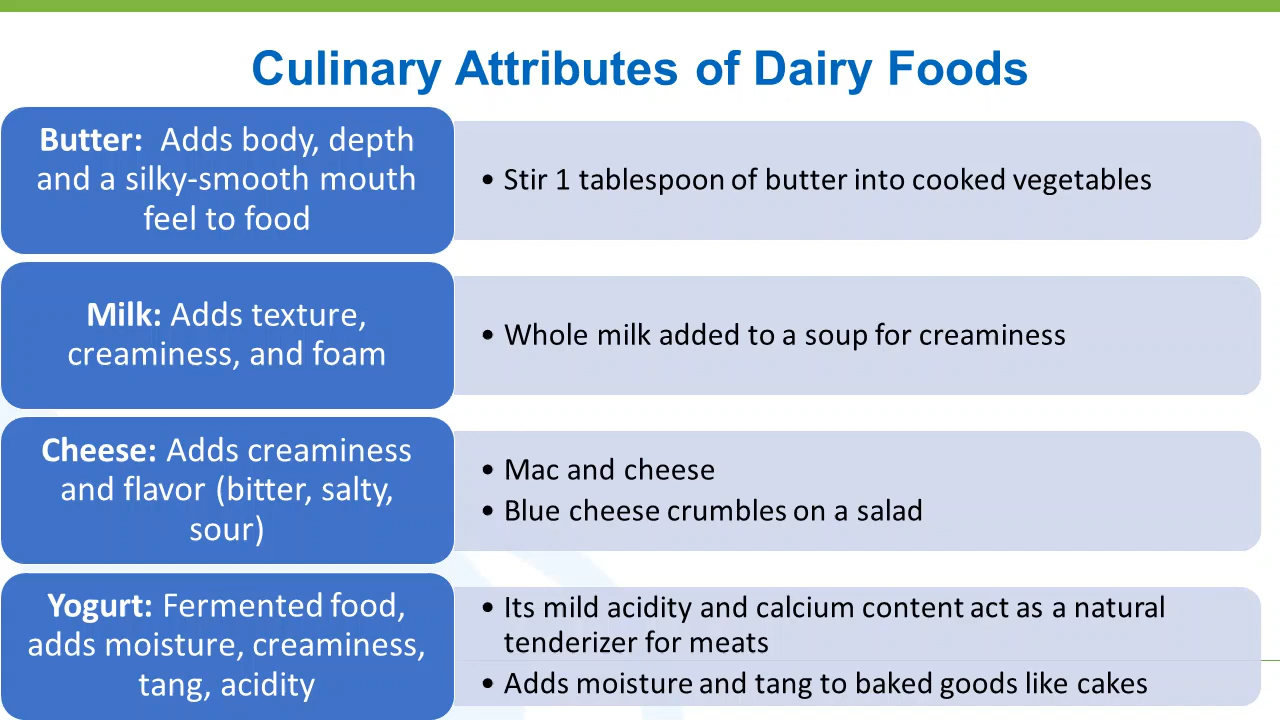 Culinary Attributes of Dairy Foods
Butter:  Adds body, depth
and a silky-smooth mouth
feel to food
• Stir 1 tablespoon of butter into cooked vegetables
Milk: Adds texture,
creaminess, and foam
• Whole milk added to a soup for creaminess
Cheese: Adds creaminess
and flavor (bitter, salty,
sour)
• Mac and cheese
• Blue cheese crumbles on a salad
Yogurt: Fermented food,
adds moisture, creaminess,
tang, acidity
• Its mild acidity and calcium content act as a natural
tenderizer for meats
• Adds moisture and tang to baked goods like cakes